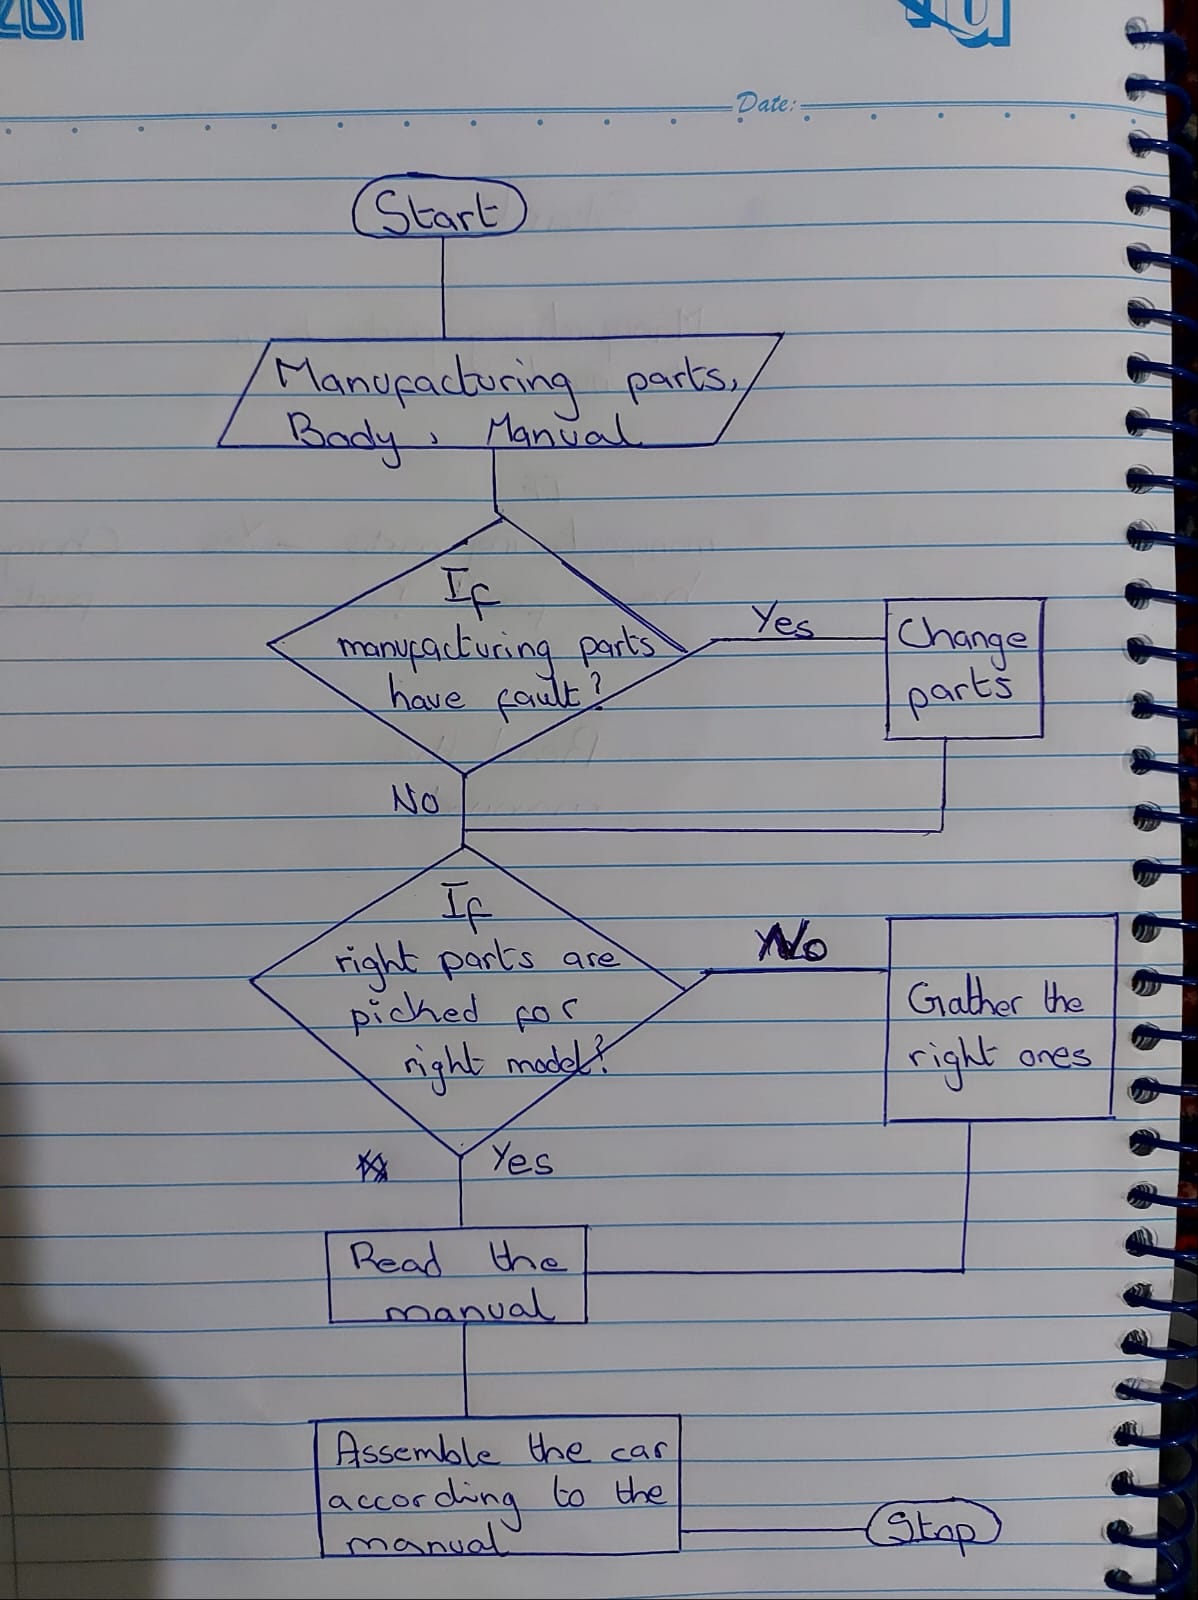 Date:
Start
Manufacturing parts,
Body, Manual
If
manufacturing parts
have fault?
Yes
Change
parts
No
If
right parts are
picked for
right model?
No
Gather the
right ones
Yes
Read the
manual
Assemble the car
according to the
manual
Stop